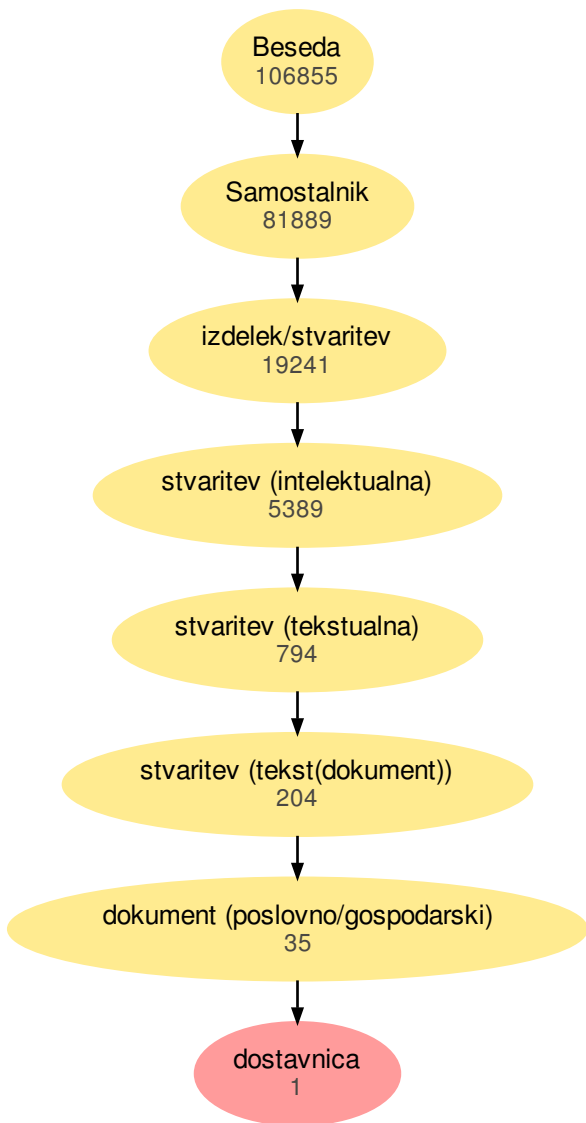 Beseda
106855
Samostalnik
81889
izdelek/stvaritev
19241
stvaritev (intelektualna)
5389
stvaritev (tekstualna)
794
stvaritev (tekst(dokument))
204
dokument (poslovno/gospodarski)
35
dostavnica
1